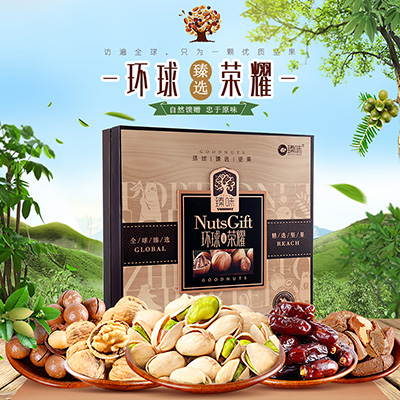 访遍全球，只为一颗优质坚果
环球臻选荣耀
自然馈赠 忠于原味
GOODNUTS
环球|臻选|坚果
臻味
臻味
NutsGift
环球&荣耀
全/球/臻/选
GLOBAL
精/选/坚/果
REACH
GOODNUTS